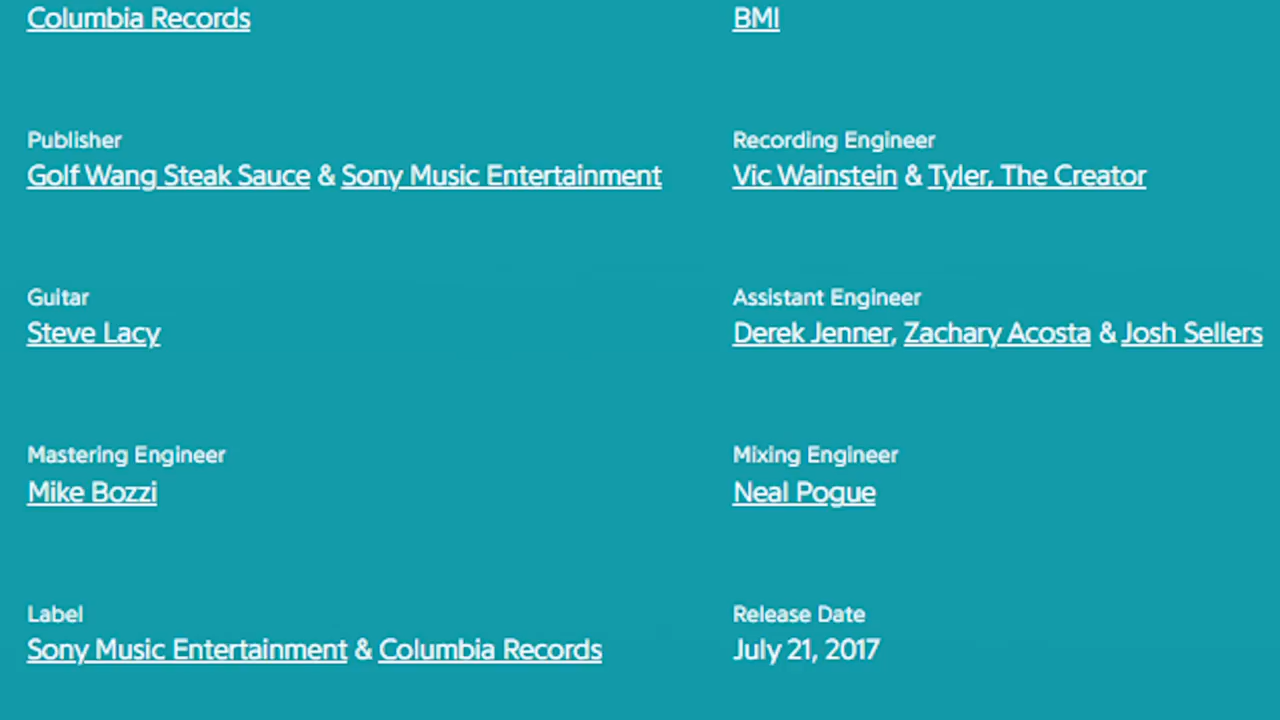 Columbia Records
BMI
Publisher
Golf Wang Steak Sauce & Sony Music Entertainment
Recording Engineer
Vic Wainstein & Tyler, The Creator
Guitar
Steve Lacy
Assistant Engineer
Derek Jenner, Zachary Acosta & Josh Sellers
Mastering Engineer
Mike Bozzi
Mixing Engineer
Neal Pogue
Label
Sony Music Entertainment & Columbia Records
Release Date
July 21, 2017